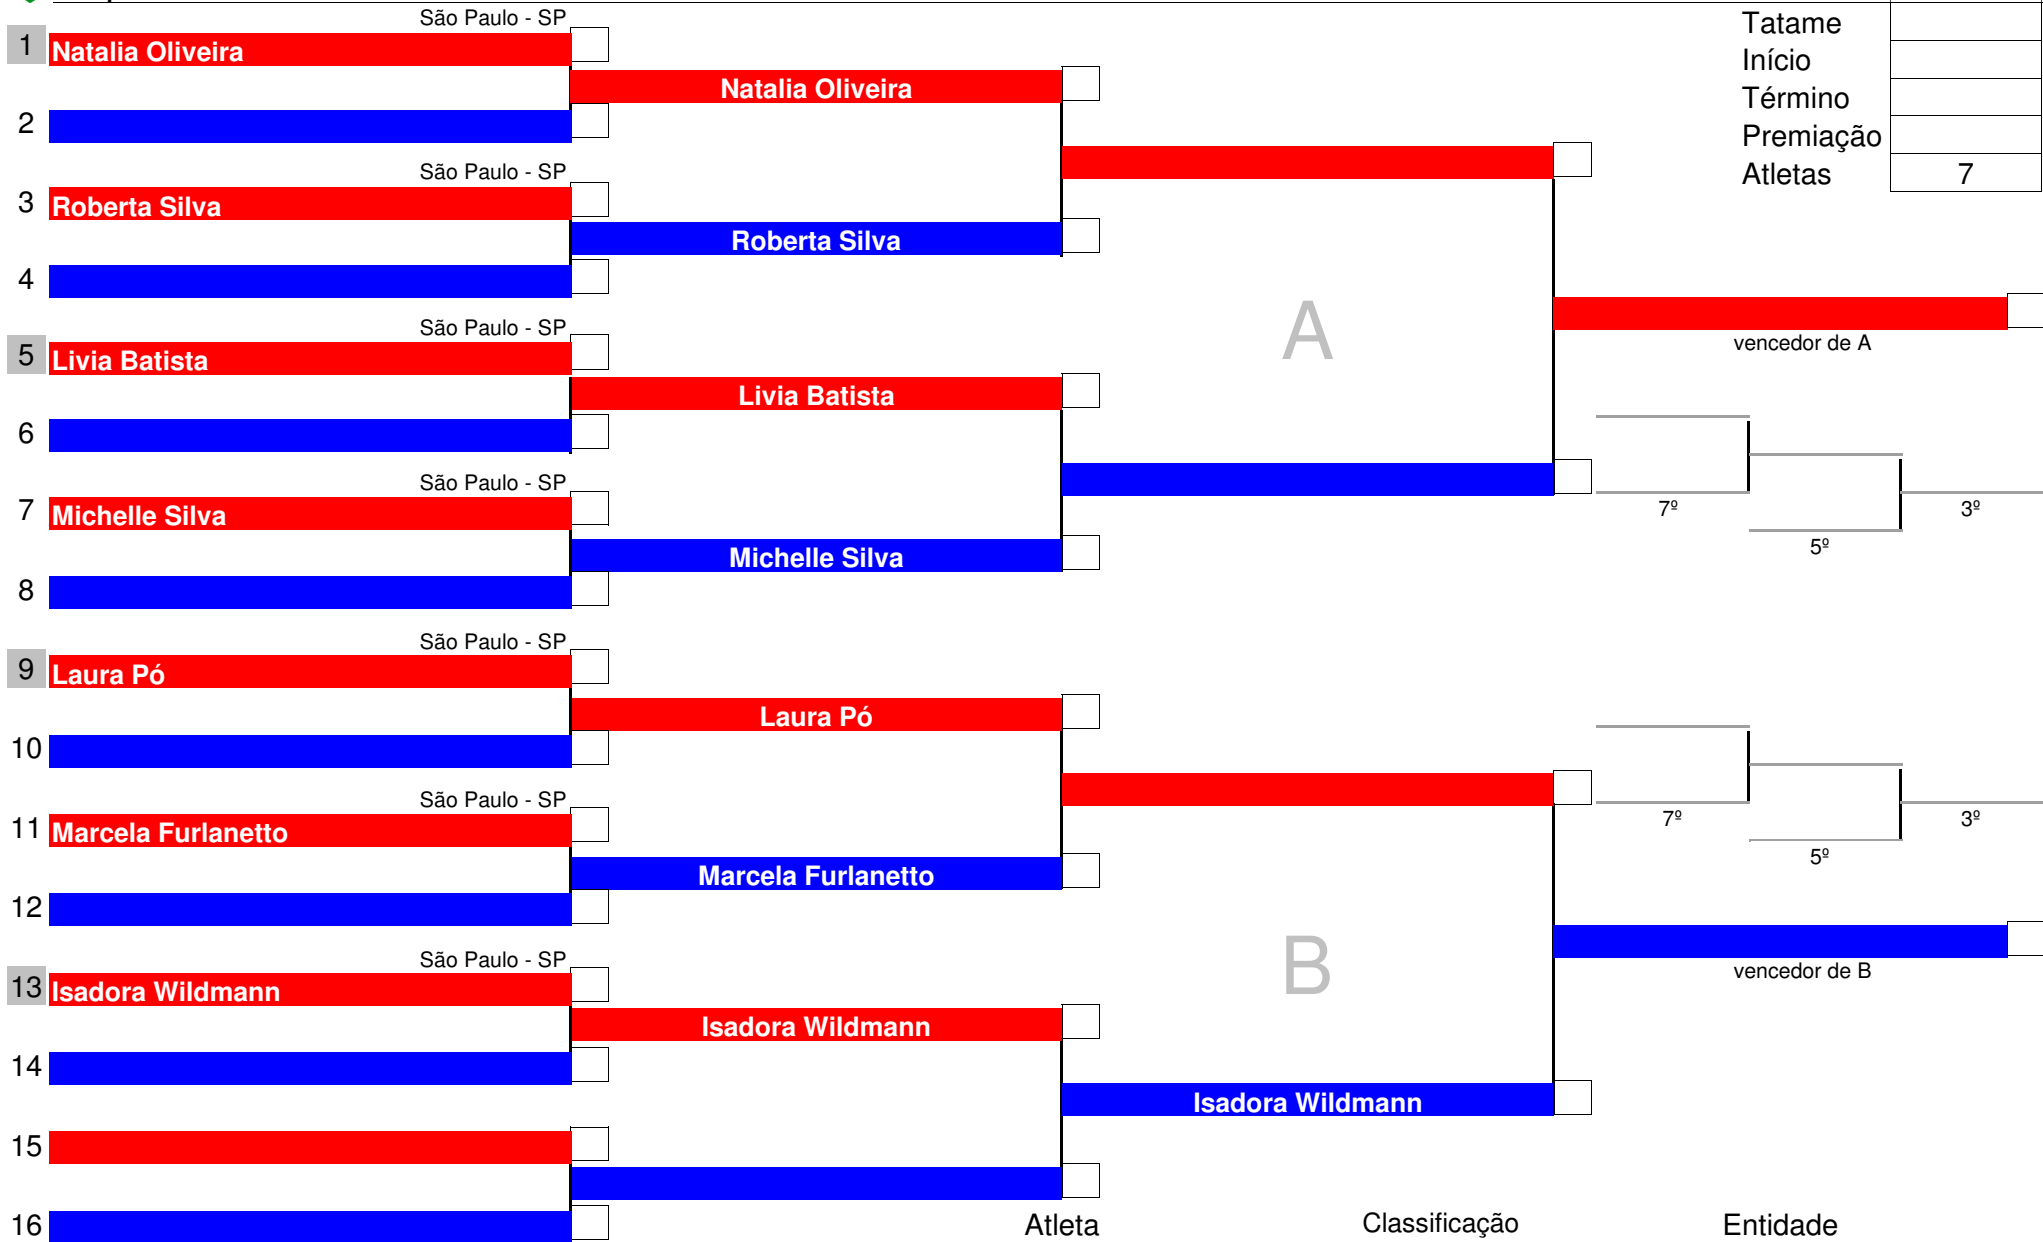 São Paulo - SP
1 Natalia Oliveira
Natalia Oliveira
2
São Paulo - SP
3 Roberta Silva
Roberta Silva
4
São Paulo - SP
5 Livia Batista
Livia Batista
6
São Paulo - SP
7 Michelle Silva
Michelle Silva
8
São Paulo - SP
9 Laura Pó
Laura Pó
10
São Paulo - SP
11 Marcela Furlanetto
Marcela Furlanetto
12
São Paulo - SP
13 Isadora Wildmann
Isadora Wildmann
14
Isadora Wildmann
15
16
A
B
Tatame
Início
Término
Premiação
Atletas 7
vencedor de A
7º
3º
5º
7º
3º
5º
vencedor de B
Atleta Classificação Entidade